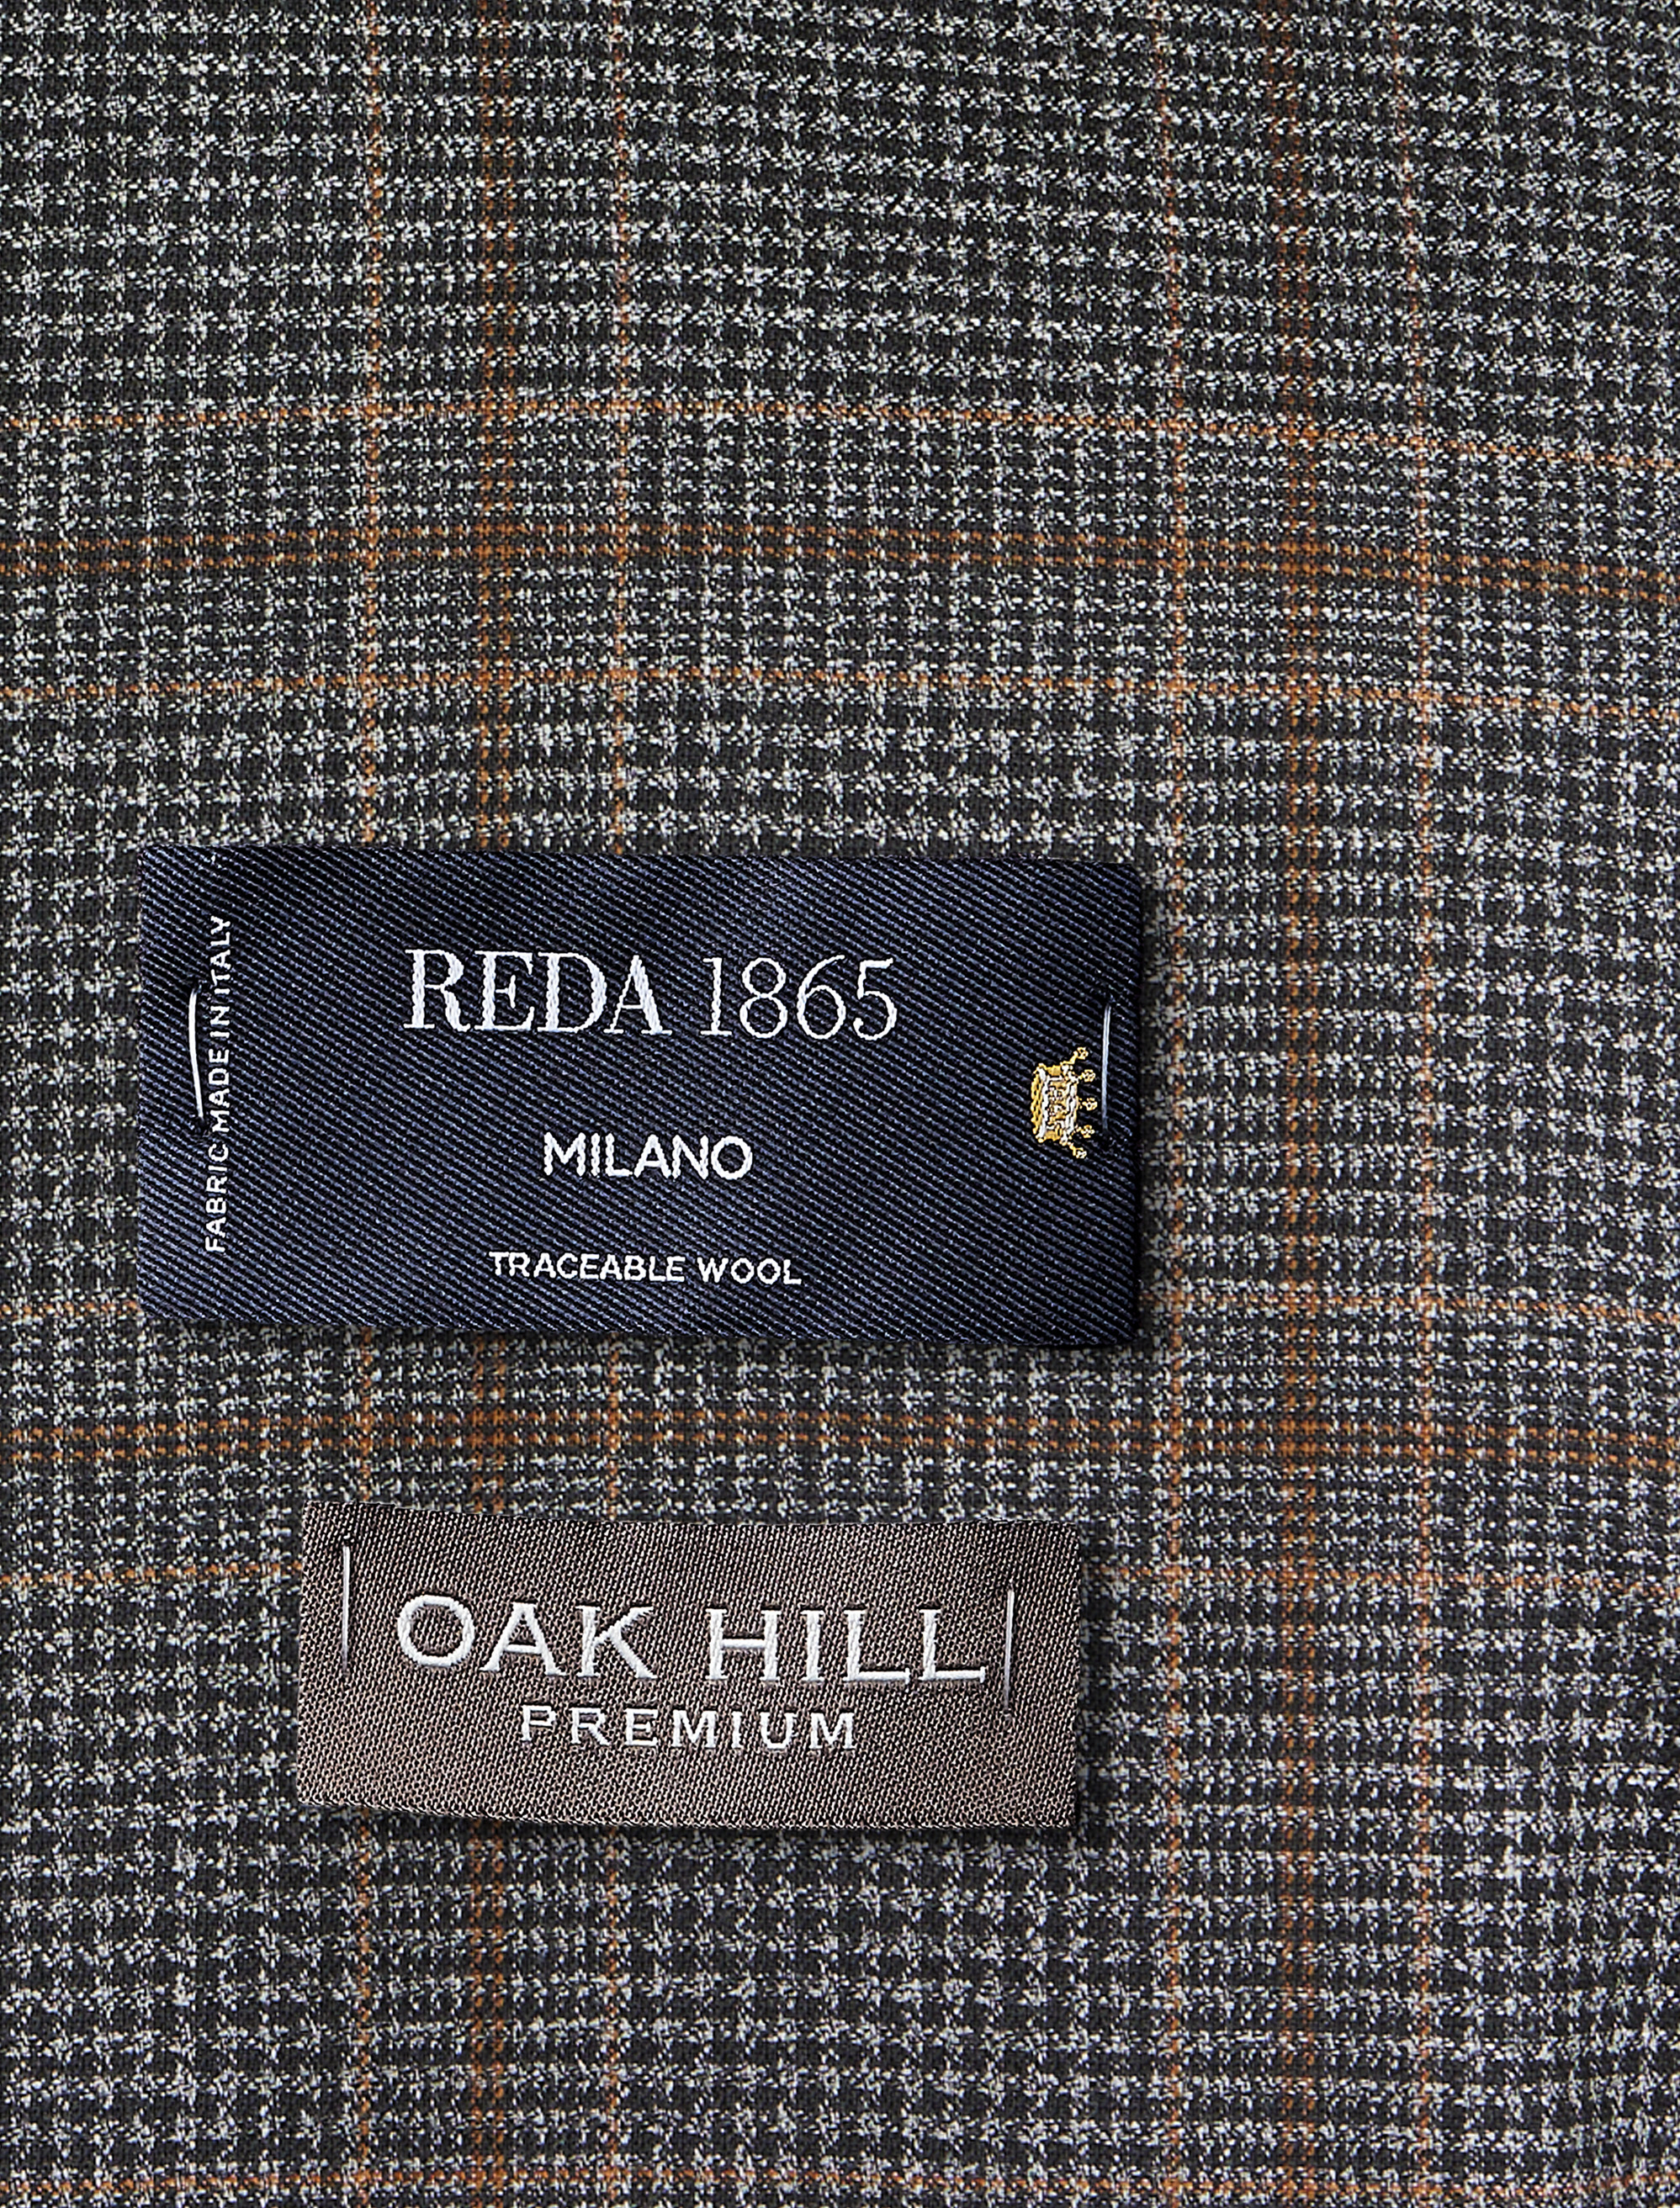 REDA 1865
MILANO
TRACEABLE WOOL
FABRIC MADE IN ITALY
OAK HILL
PREMIUM